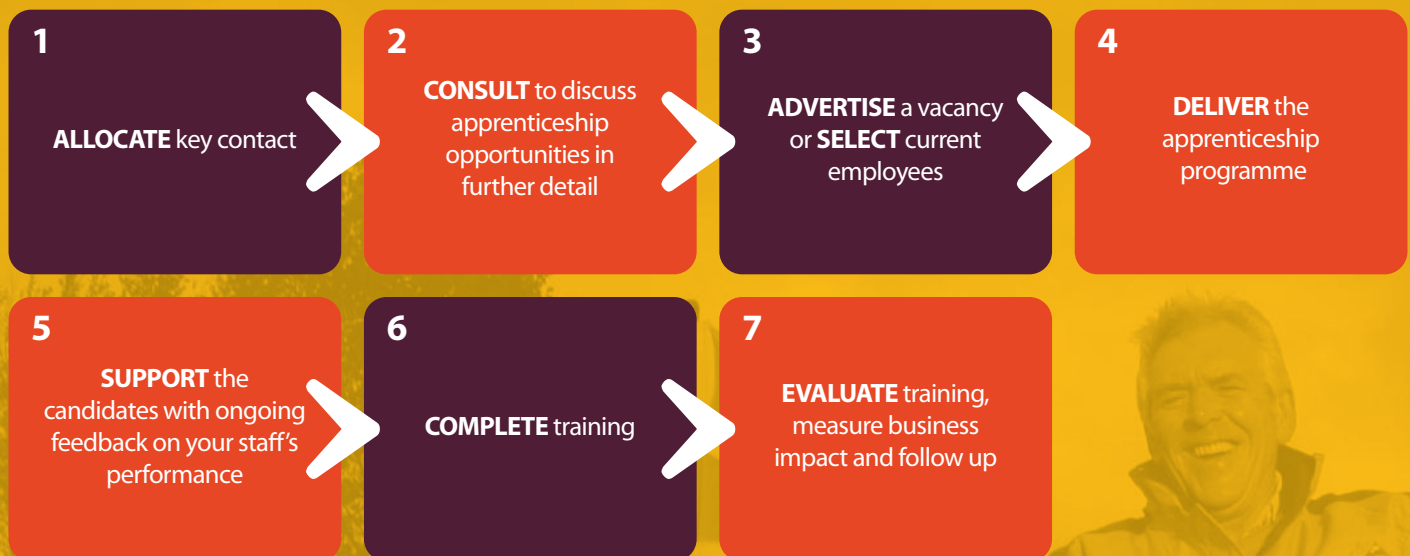 1
ALLOCATE key contact
2
CONSULT to discuss
apprenticeship
opportunities in
further detail
3
ADVERTISE a vacancy
or SELECT current
employees
4
DELIVER the
apprenticeship
programme
5
SUPPORT the
candidates with ongoing
feedback on your staff’s
performance
6
COMPLETE training
7
EVALUATE training,
measure business
impact and follow up